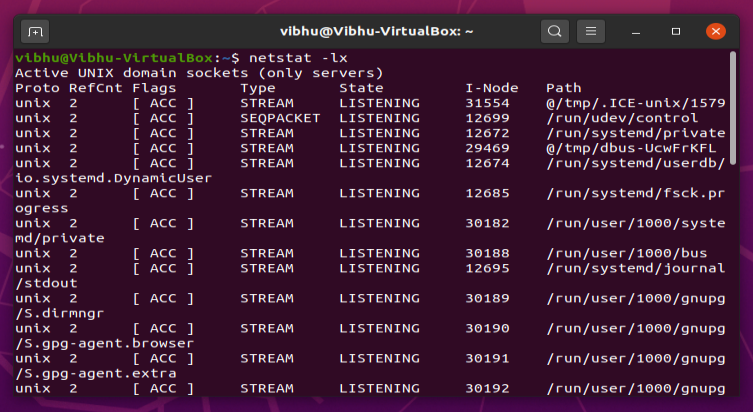 vibhu@Vibhu-VirtualBox: ~
vibhu@Vibhu-VirtualBox:~$ netstat -lx
Active UNIX domain sockets (only servers)
Proto RefCnt Flags       Type       State         I-Node   Path
unix  2      [ ACC ]     STREAM     LISTENING     31554    @/tmp/.ICE-unix/1579
unix  2      [ ACC ]     SEQPACKET  LISTENING     12699    /run/udev/control
unix  2      [ ACC ]     STREAM     LISTENING     12672    /run/systemd/private
unix  2      [ ACC ]     STREAM     LISTENING     29469    @/tmp/dbus-UcwFrKFL
unix  2      [ ACC ]     STREAM     LISTENING     12674    /run/systemd/userdb/
io.systemd.DynamicUser
unix  2      [ ACC ]     STREAM     LISTENING     12685    /run/systemd/fsck.pr
ogress
unix  2      [ ACC ]     STREAM     LISTENING     30182    /run/user/1000/syste
md/private
unix  2      [ ACC ]     STREAM     LISTENING     30188    /run/user/1000/bus
unix  2      [ ACC ]     STREAM     LISTENING     12695    /run/systemd/journal
/stdout
unix  2      [ ACC ]     STREAM     LISTENING     30189    /run/user/1000/gnupg
/S.dirmngr
unix  2      [ ACC ]     STREAM     LISTENING     30190    /run/user/1000/gnupg
/S.gpg-agent.browser
unix  2      [ ACC ]     STREAM     LISTENING     30191    /run/user/1000/gnupg
/S.gpg-agent.extra
unix  2      [ ACC ]     STREAM     LISTENING     30192    /run/user/1000/gnupg